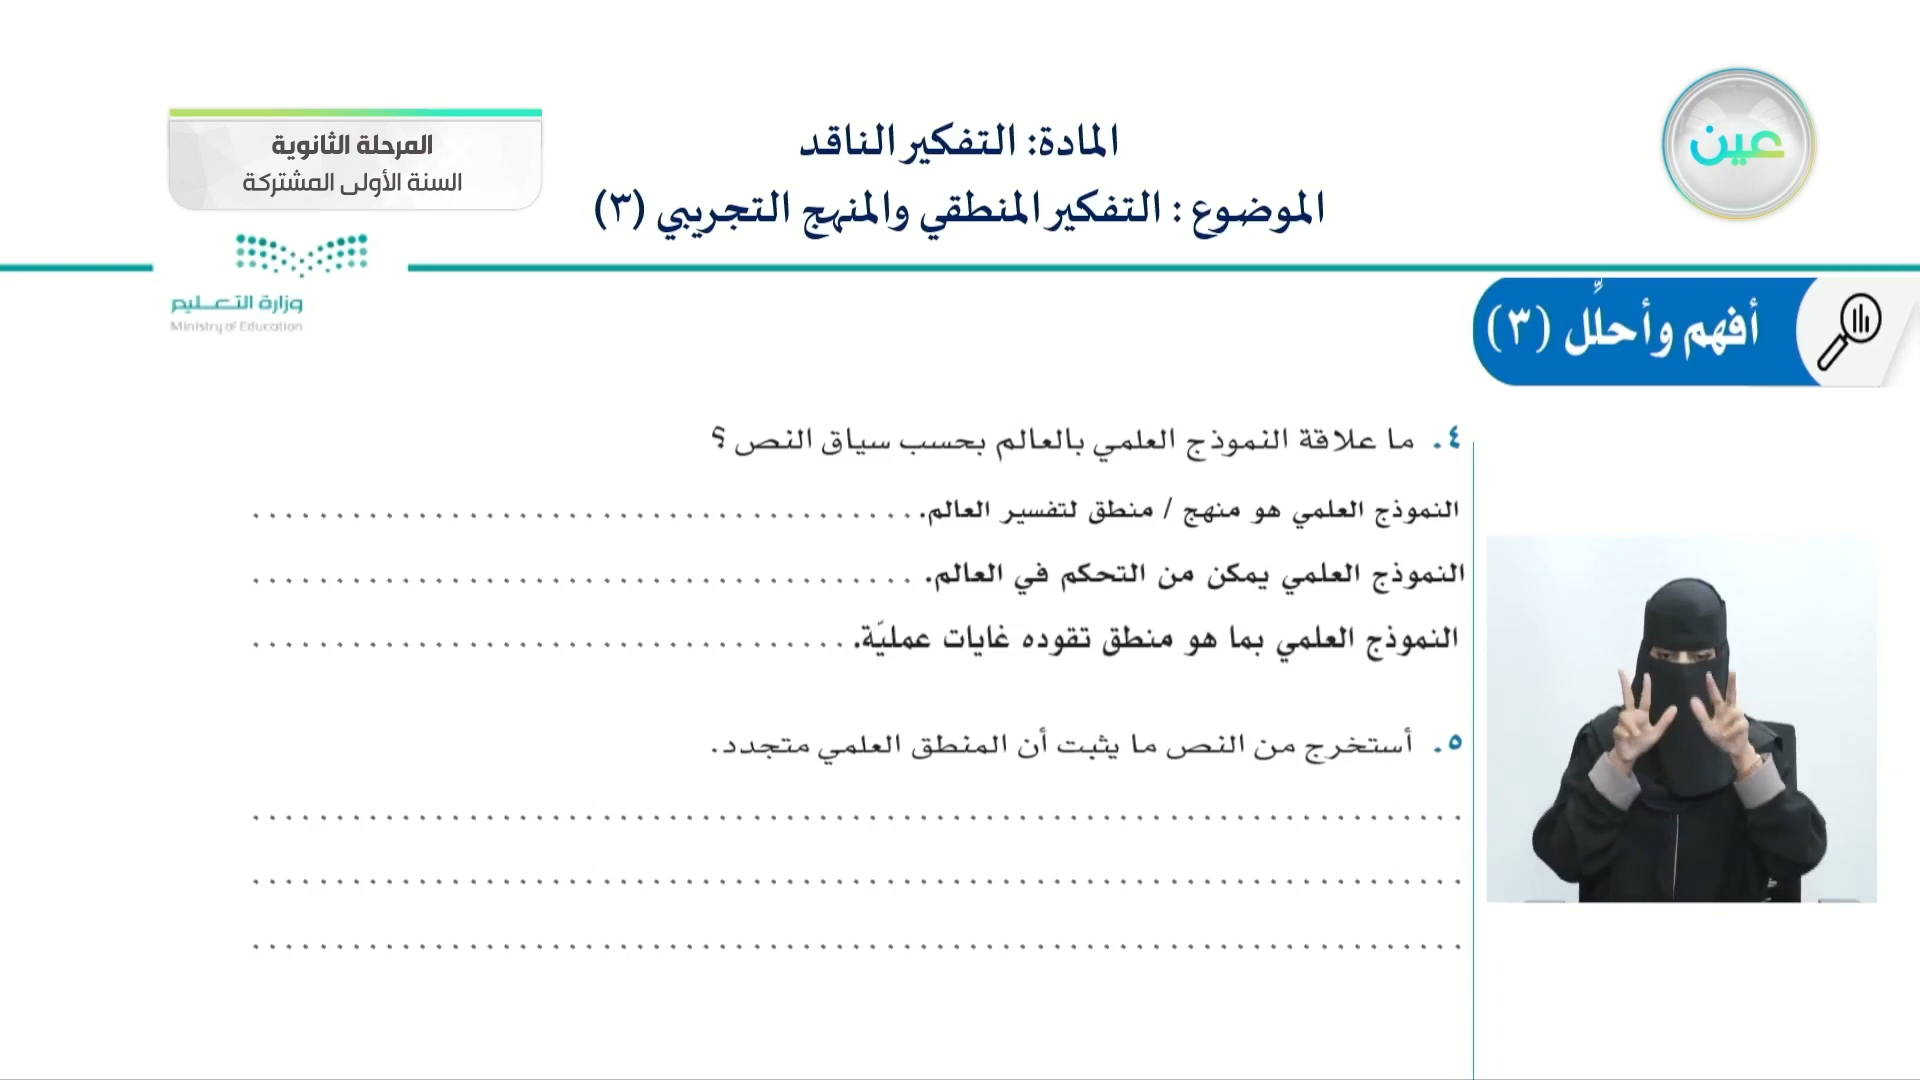 عين
المادة: التفكير الناقد
الموضوع : التفكير المنطقي والمنهج التجريبي (٣)
المرحلة الثانوية
السنة الأولى المشتركة
وزارة التعليم
Ministry of Education
أفهم وأحلِّل (٣)
٤. ما علاقة النموذج العلمي بالعالم بحسب سياق النص ؟
النموذج العلمي هو منهج / منطق لتفسير العالم.
النموذج العلمي يمكن من التحكم في العالم.
النموذج العلمي بما هو منطق تقوده غايات عمليّة.
٥. أستخرج من النص ما يثبت أن المنطق العلمي متجدد.